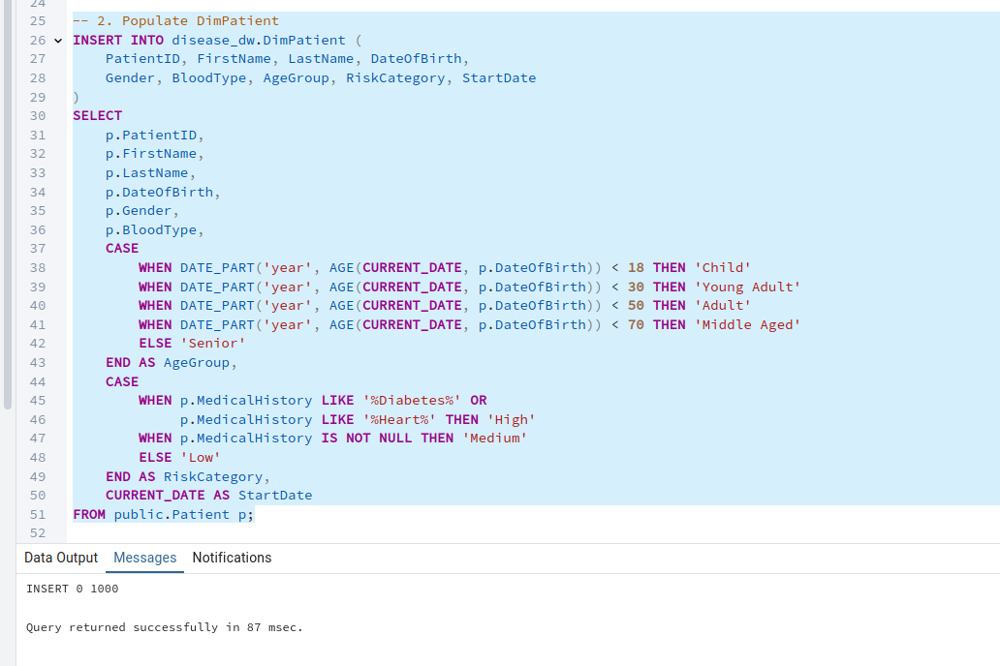 24
25 -- 2. Populate DimPatient
26 INSERT INTO disease_dw.DimPatient (
27     PatientID, FirstName, LastName, DateOfBirth,
28     Gender, BloodType, AgeGroup, RiskCategory, StartDate
29 )
30 SELECT
31     p.PatientID,
32     p.FirstName,
33     p.LastName,
34     p.DateOfBirth,
35     p.Gender,
36     p.BloodType,
37     CASE
38         WHEN DATE_PART('year', AGE(CURRENT_DATE, p.DateOfBirth)) < 18 THEN 'Child'
39         WHEN DATE_PART('year', AGE(CURRENT_DATE, p.DateOfBirth)) < 30 THEN 'Young Adult'
40         WHEN DATE_PART('year', AGE(CURRENT_DATE, p.DateOfBirth)) < 50 THEN 'Adult'
41         WHEN DATE_PART('year', AGE(CURRENT_DATE, p.DateOfBirth)) < 70 THEN 'Middle Aged'
42         ELSE 'Senior'
43     END AS AgeGroup,
44     CASE
45         WHEN p.MedicalHistory LIKE '%Diabetes%' OR
46              p.MedicalHistory LIKE '%Heart%' THEN 'High'
47         WHEN p.MedicalHistory IS NOT NULL THEN 'Medium'
48         ELSE 'Low'
49     END AS RiskCategory,
50     CURRENT_DATE AS StartDate
51 FROM public.Patient p;
52
Data Output Messages Notifications
INSERT 0 1000
Query returned successfully in 87 msec.